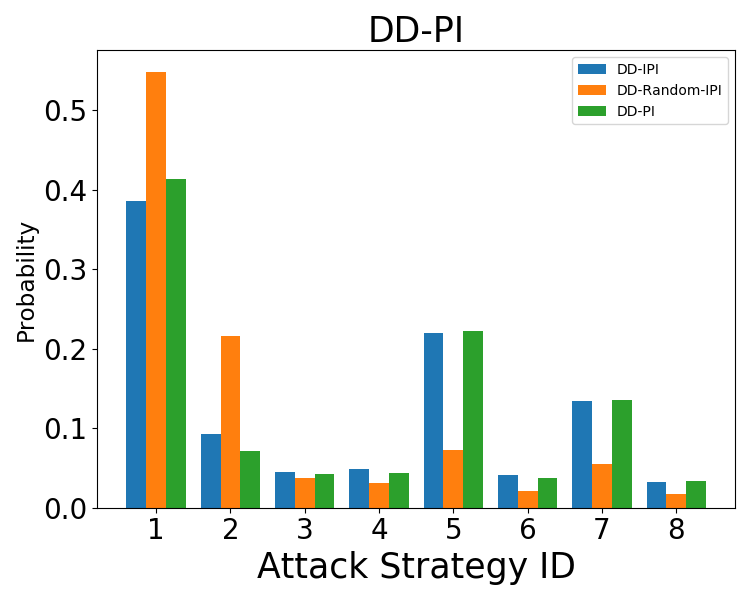 DD-PI
DD-IPI
DD-Random-IPI
DD-PI
Probability
0.5
0.4
0.3
0.2
0.1
0.0
1 2 3 4 5 6 7 8
Attack Strategy ID